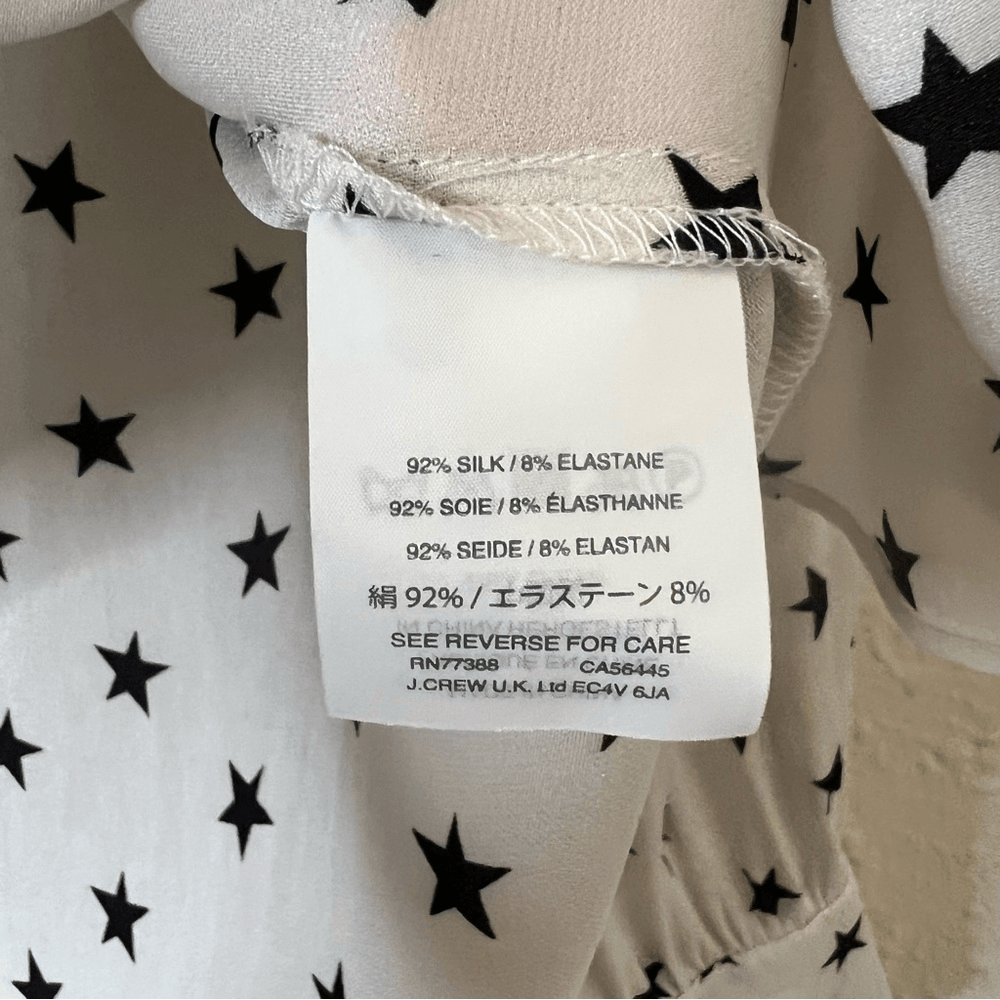 92% SILK / 8% ELASTANE
92% SOIE / 8% ÉLASTHANNE
92% SEIDE / 8% ELASTAN
絹 92% / エラステーン 8%
SEE REVERSE FOR CARE
RN77388 CA56445
J.CREW U.K. Ltd EC4V 6JA